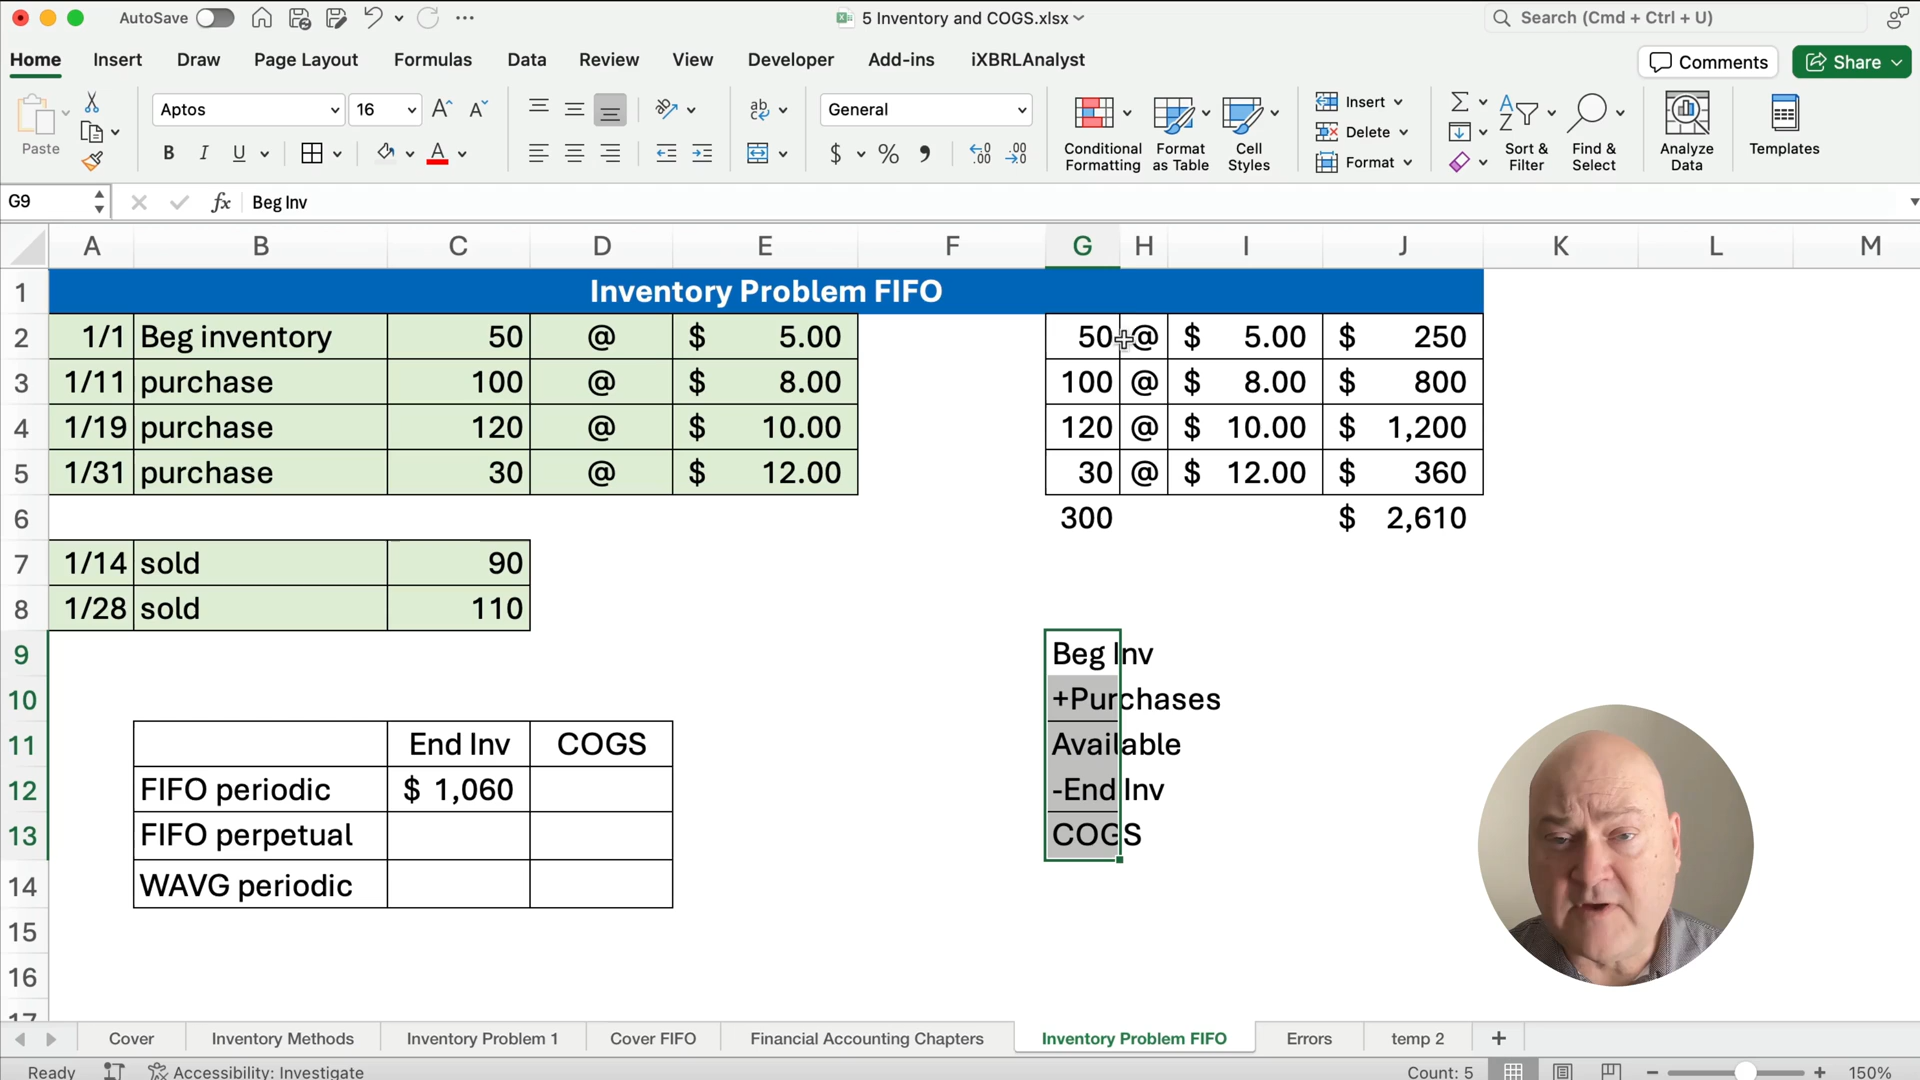 AutoSave
5 Inventory and COGS.xlsx
Search (Cmd + Ctrl + U)
Home Insert Draw Page Layout Formulas Data Review View Developer Add-ins iXBRLAnalyst Comments Share
Paste Aptos 16 General
Conditional Formatting
Format as Table
Cell Styles
Insert
Delete
Format
Sort & Filter
Find & Select
Analyze Data
Templates
G9 fx Beg Inv
A B C D E F G H I J K L M
1 Inventory Problem FIFO
2 1/1 Beg inventory 50 @ $ 5.00 50 @ $ 5.00 $ 250
3 1/11 purchase 100 @ $ 8.00 100 @ $ 8.00 $ 800
4 1/19 purchase 120 @ $ 10.00 120 @ $ 10.00 $ 1,200
5 1/31 purchase 30 @ $ 12.00 30 @ $ 12.00 $ 360
6 300 $ 2,610
7 1/14 sold 90
8 1/28 sold 110
9 Beg Inv
10 +Purchases
11 End Inv COGS Available
12 FIFO periodic $ 1,060 -End Inv
13 FIFO perpetual COGS
14 WAVG periodic
15
16
17
Cover Inventory Methods Inventory Problem 1 Cover FIFO Financial Accounting Chapters Inventory Problem FIFO Errors temp 2 +
Ready Accessibility: Investigate Count: 5 150%